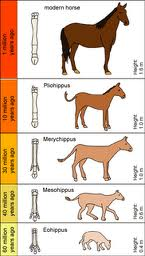 modern horse
1 million
years ago
Height:
1.6 m
Pliohippus
10 million
years ago
Height:
1.0 m
Merychippus
30 million
years ago
Height:
1.0 m
Mesohippus
40 million
years ago
Height:
0.6 m
Eohippus
60 million
years ago
Height:
0.4 m